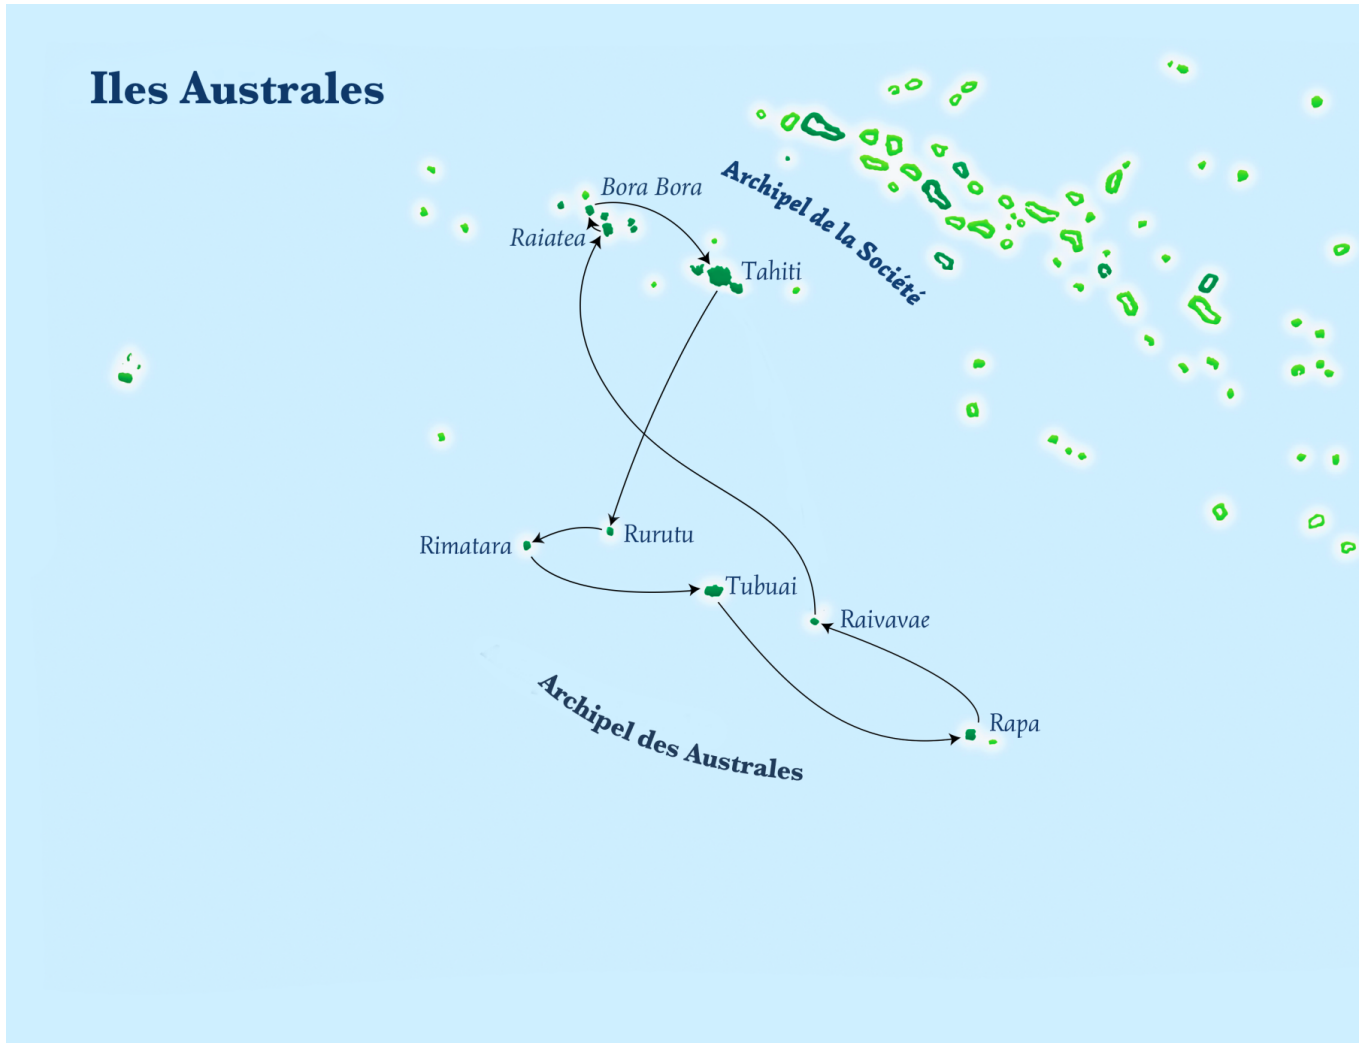 Iles Australes
Bora Bora
Archipel de la Société
Raiatea
Tahiti
Rurutu
Rimatara
Tubuai
Raivavae
Archipel des Australes
Rapa